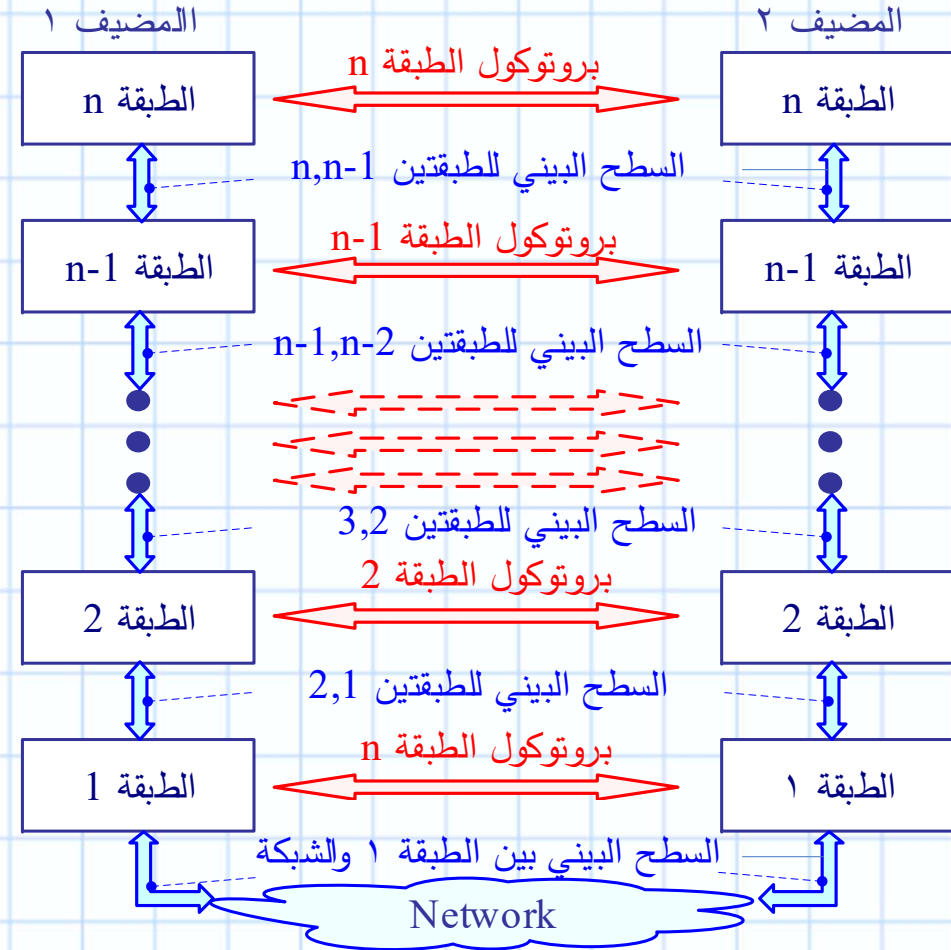 المضيف ٢
االمضيف ١
بروتوكول الطبقة n
الطبقة n
الطبقة n
السطح البيني للطبقتين n,n-1
بروتوكول الطبقة n-1
الطبقة n-1
الطبقة n-1
السطح البيني للطبقتين n-1,n-2
السطح البيني للطبقتين 3,2
بروتوكول الطبقة 2
الطبقة 2
الطبقة 2
السطح البيني للطبقتين 2,1
بروتوكول الطبقة n
الطبقة ١
الطبقة 1
السطح البيني بين الطبقة ١ والشبكة
Network